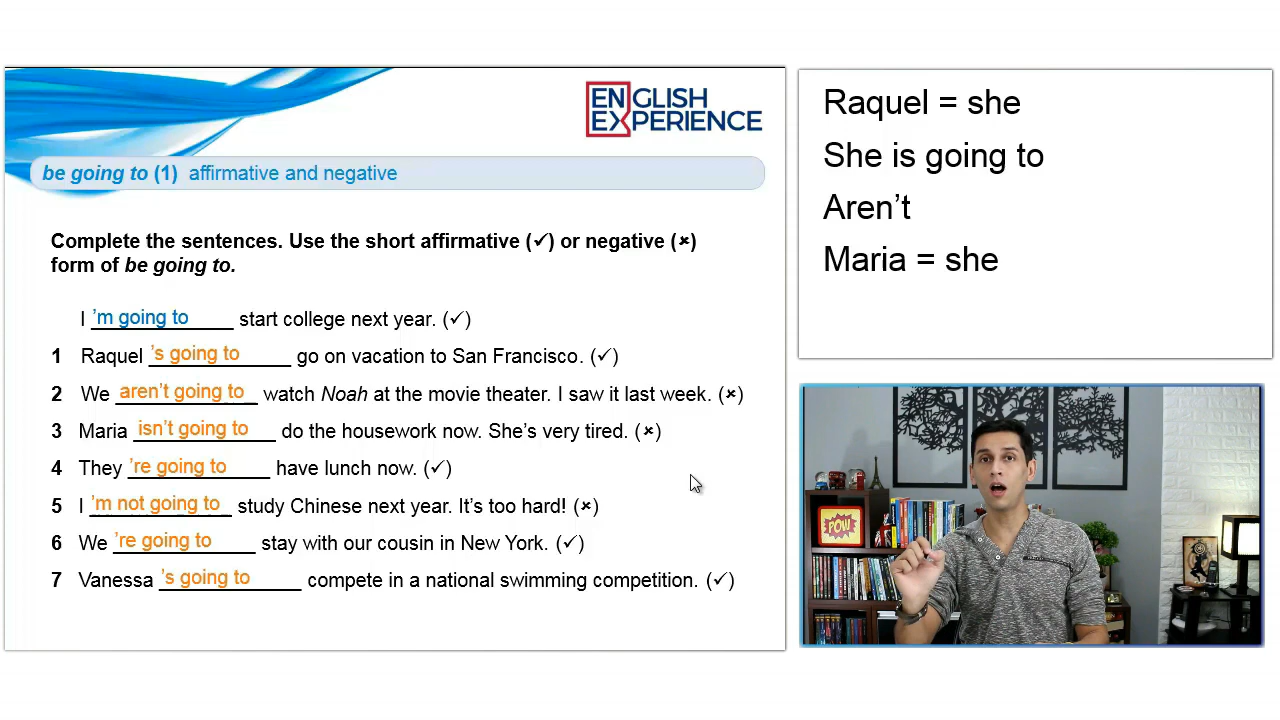 ENGLISH
EXPERIENCE
be going to (1) affirmative and negative
Complete the sentences. Use the short affirmative (✓) or negative (×)
form of be going to.
I 'm going to start college next year. (✓)
1 Raquel 's going to go on vacation to San Francisco. (✓)
2 We aren't going to watch Noah at the movie theater. I saw it last week. (×)
3 Maria isn't going to do the housework now. She's very tired. (×)
4 They 're going to have lunch now. (✓)
5 I 'm not going to study Chinese next year. It's too hard! (×)
6 We 're going to stay with our cousin in New York. (✓)
7 Vanessa 's going to compete in a national swimming competition. (✓)
Raquel = she
She is going to
Aren't
Maria = she
POW